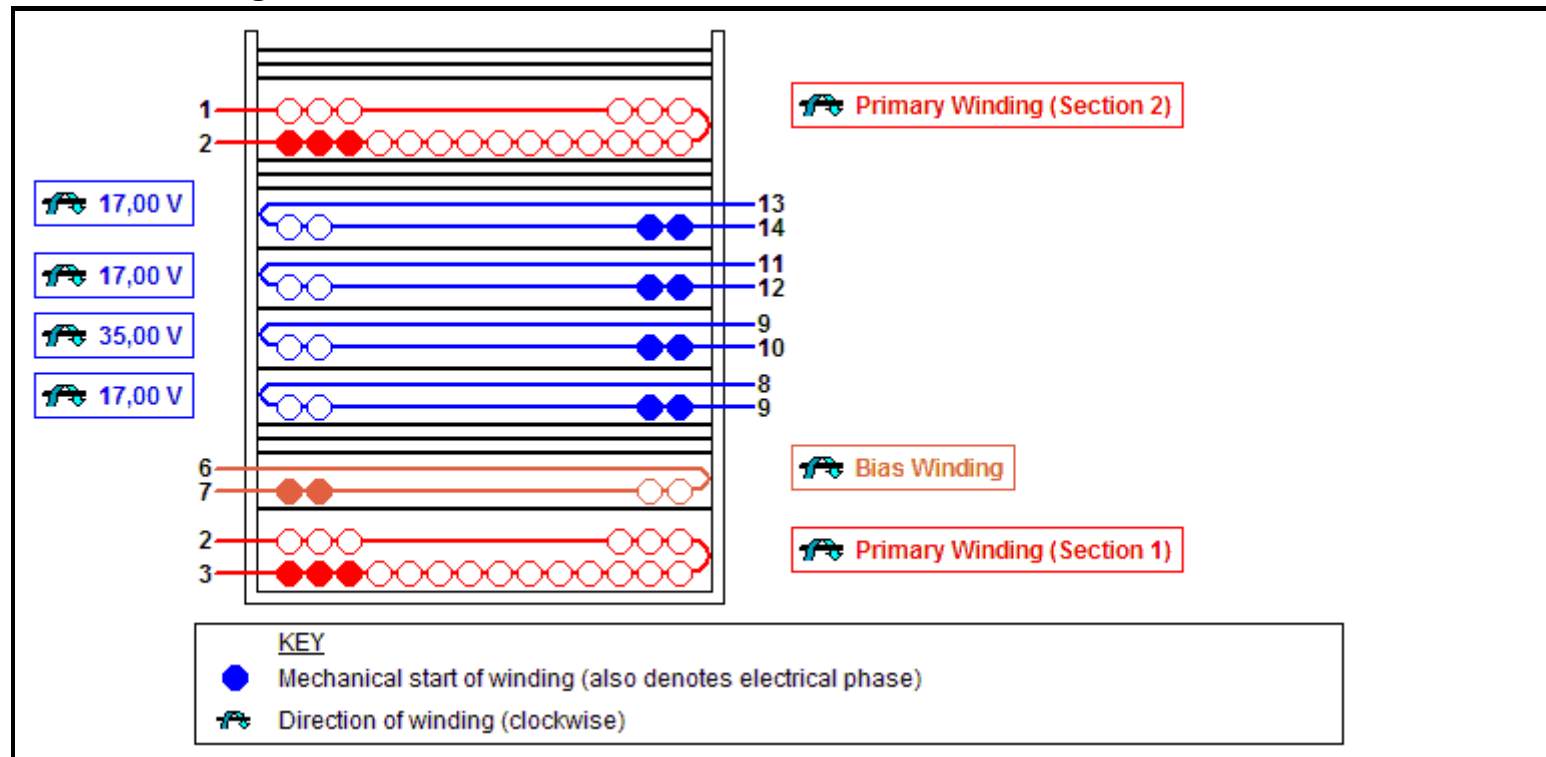 1
Primary Winding (Section 2)
2
17,00 V
13
14
17,00 V
11
12
35,00 V
9
10
17,00 V
8
9
6
Bias Winding
7
2
Primary Winding (Section 1)
3
KEY
Mechanical start of winding (also denotes electrical phase)
Direction of winding (clockwise)